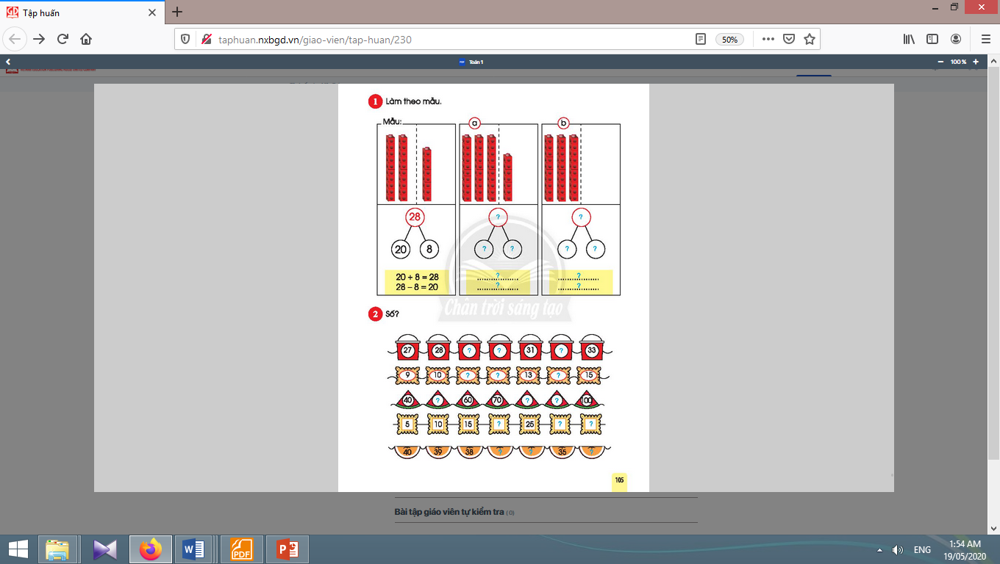 Tập huấn
taphuan.nxbgd.vn/giao-vien/tap-huan/230
50%
PDF Toán 1
100 %
1 Làm theo mẫu.
Mẫu:
a
b
28
20 8
20 + 8 = 28
28 – 8 = 20
?
? ?
...................?
...................?
?
? ?
...................?
...................?
Chân trời sáng tạo
2 Số?
27 28 ? ? 31 ? 33
9 10 ? ? 13 ? 15
40 ? 60 70 ? ? 100
5 10 15 ? 25 ? ?
40 39 38 ? ? 35 ?
105
Bài tập giáo viên tự kiểm tra (0)
PDF
ENG
1:54 AM
19/05/2020